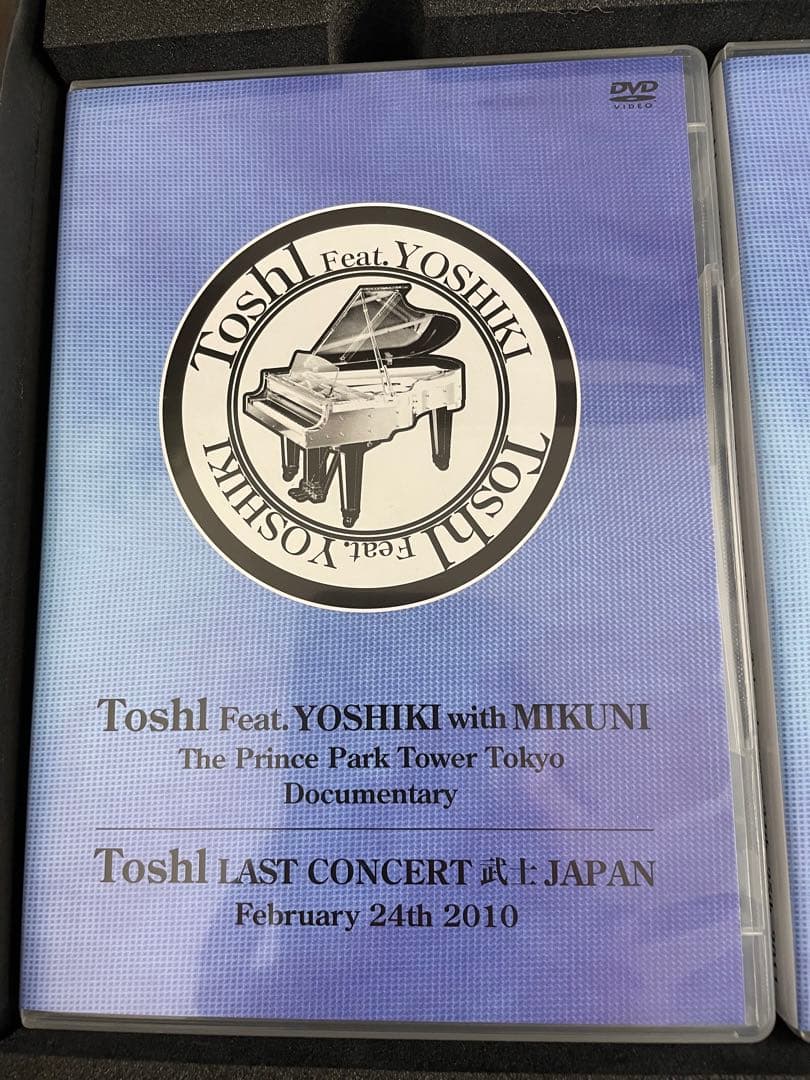 DVD
VIDEO
Toshl Feat. YOSHIKI
Toshl Feat. YOSHIKI
Toshl Feat. YOSHIKI with MIKUNI
The Prince Park Tower Tokyo
Documentary
Toshl LAST CONCERT 武士 JAPAN
February 24th 2010